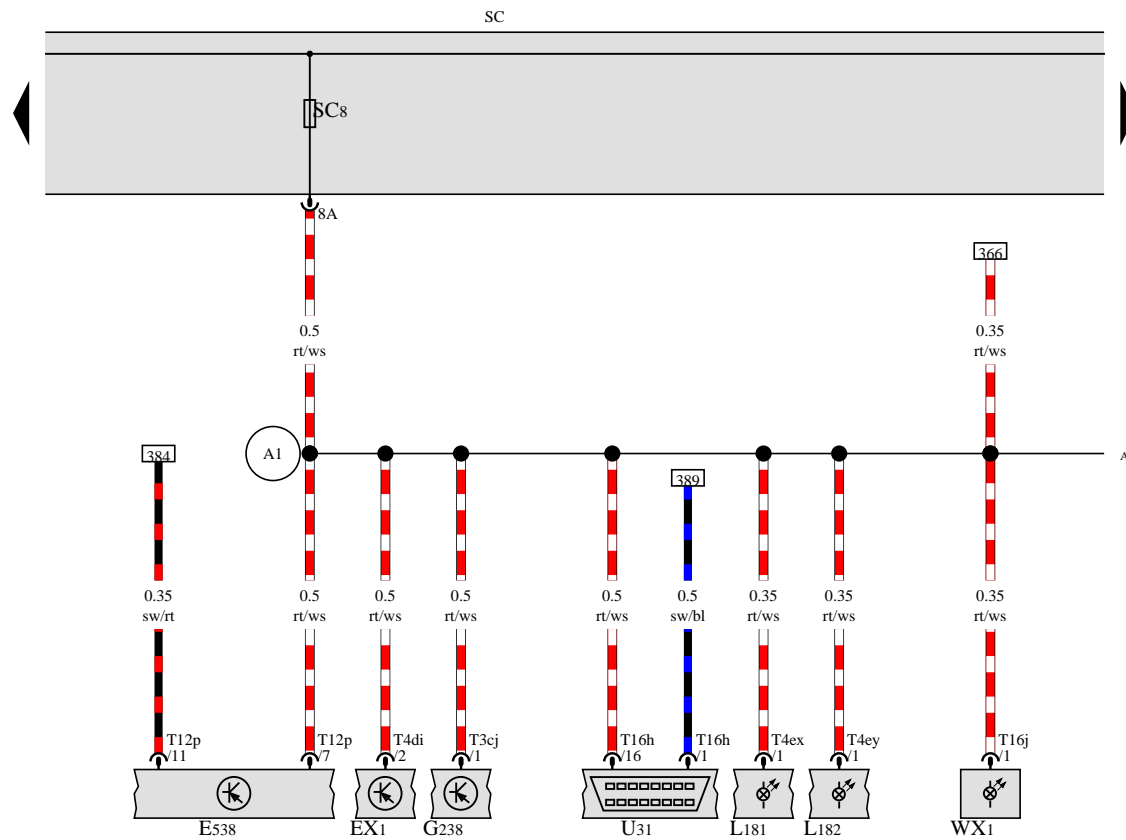 SC
SC8
8A
366
0.5
rt/ws
0.35
rt/ws
384
A1
A
389
0.35
sw/rt
0.5
rt/ws
0.5
rt/ws
0.5
rt/ws
0.5
rt/ws
0.5
sw/bl
0.35
rt/ws
0.35
rt/ws
0.35
rt/ws
T12p
/11
T12p
/7
T4di
/2
T3cj
/1
T16h
/16
T16h
/1
T4ex
/1
T4ey
/1
T16j
/1
E538
EX1
G238
U31
L181
L182
WX1